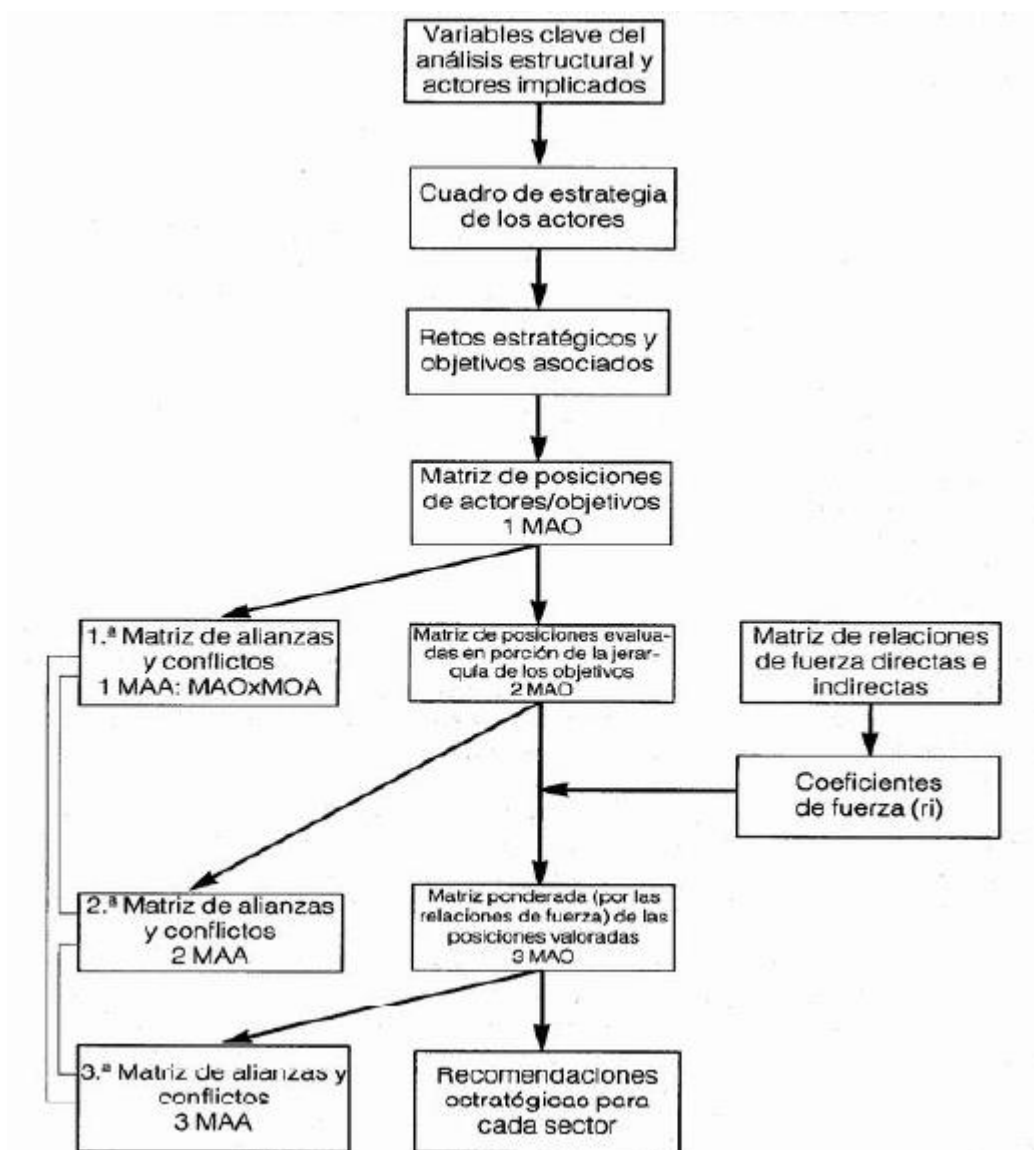 Variables clave del
análisis estructural y
actores implicados
Cuadro de estrategia
de los actores
Retos estratégicos y
objetivos asociados
Matriz de posiciones
de actores/objetivos
1 MAO
1.ª Matriz de alianzas
y conflictos
1 MAA: MAOxMOA
Matriz de posiciones evalua-
das en porción de la jerar-
quía de los objetivos
2 MAO
Matriz de relaciones
de fuerza directas e
indirectas
Coeficientes
de fuerza (ri)
2.ª Matriz de alianzas
y conflictos
2 MAA
Matriz ponderada (por las
relaciones de fuerza) de las
posiciones valoradas
3 MAO
3.ª Matriz de alianzas y
conflictos
3 MAA
Recomendaciones
estratégicas para
cada sector